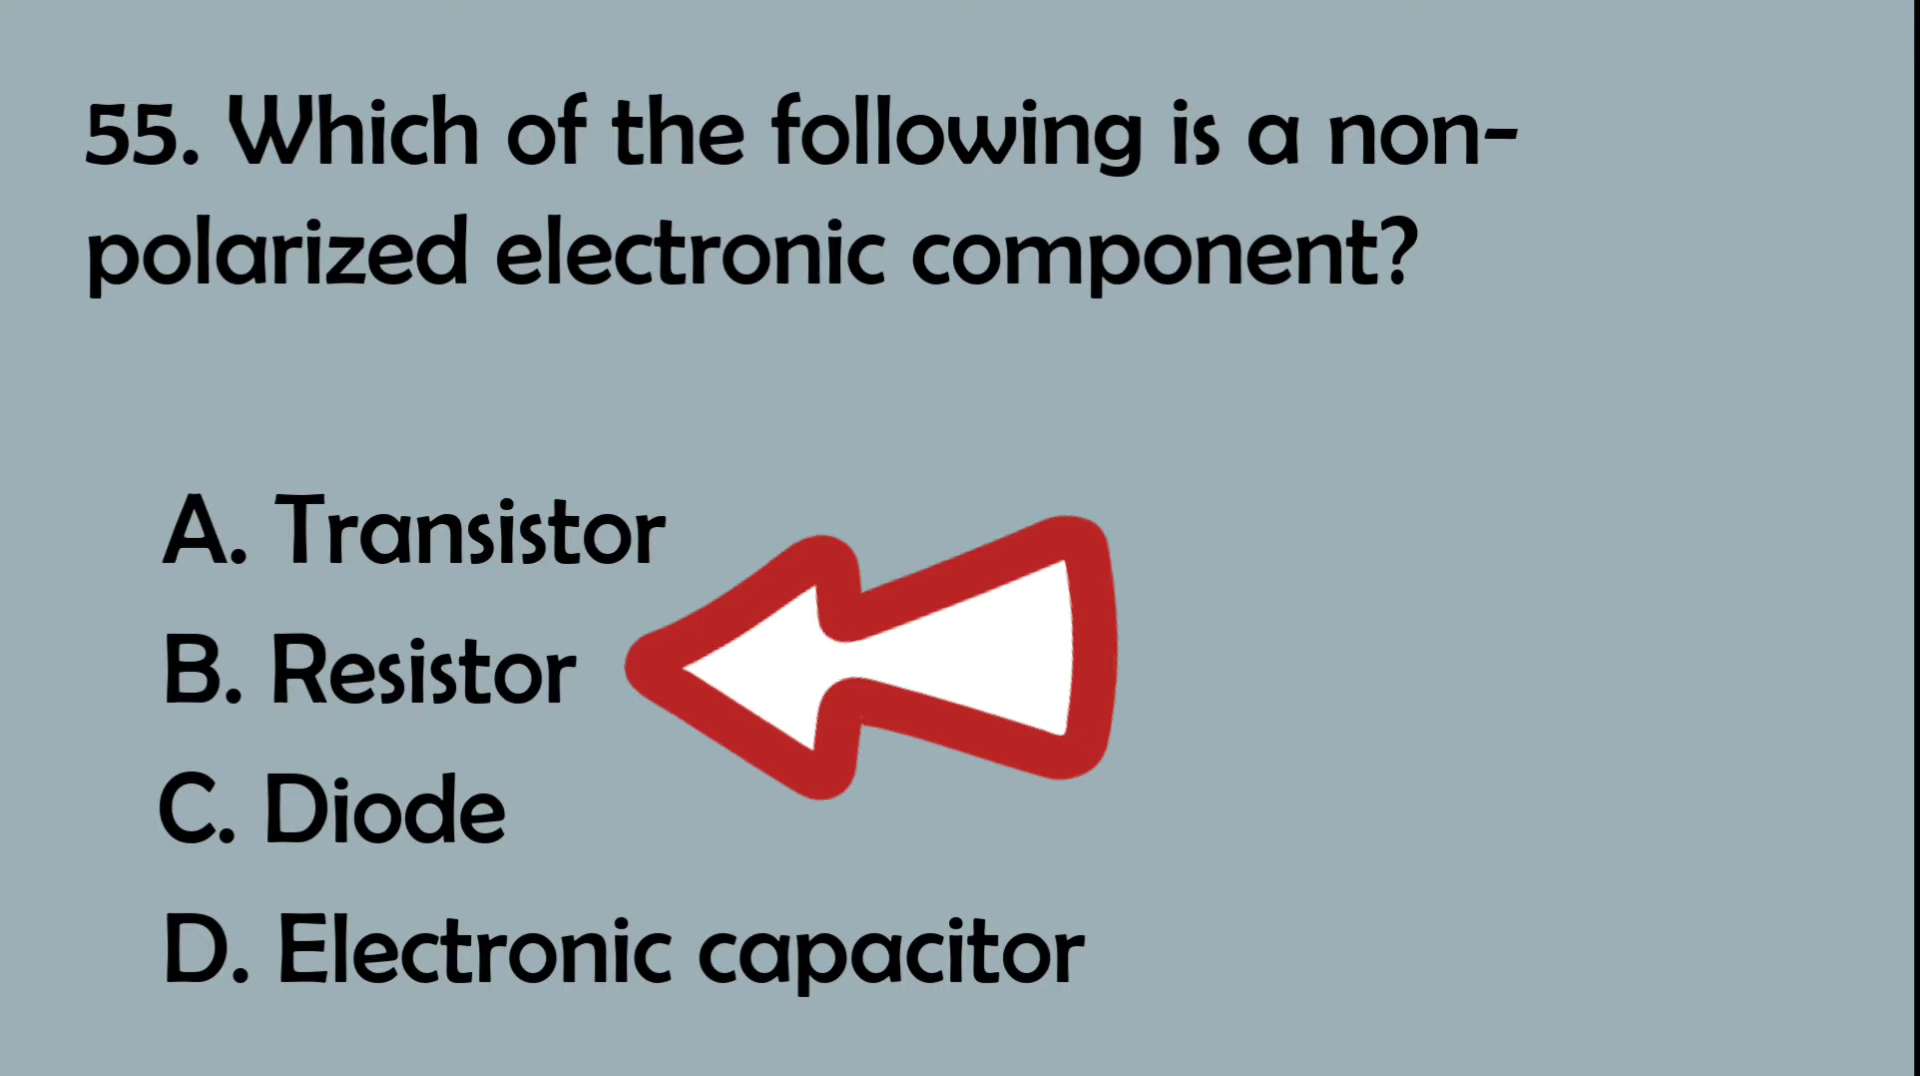 55. Which of the following is a non-
polarized electronic component?
A. Transistor
B. Resistor
C. Diode
D. Electronic capacitor